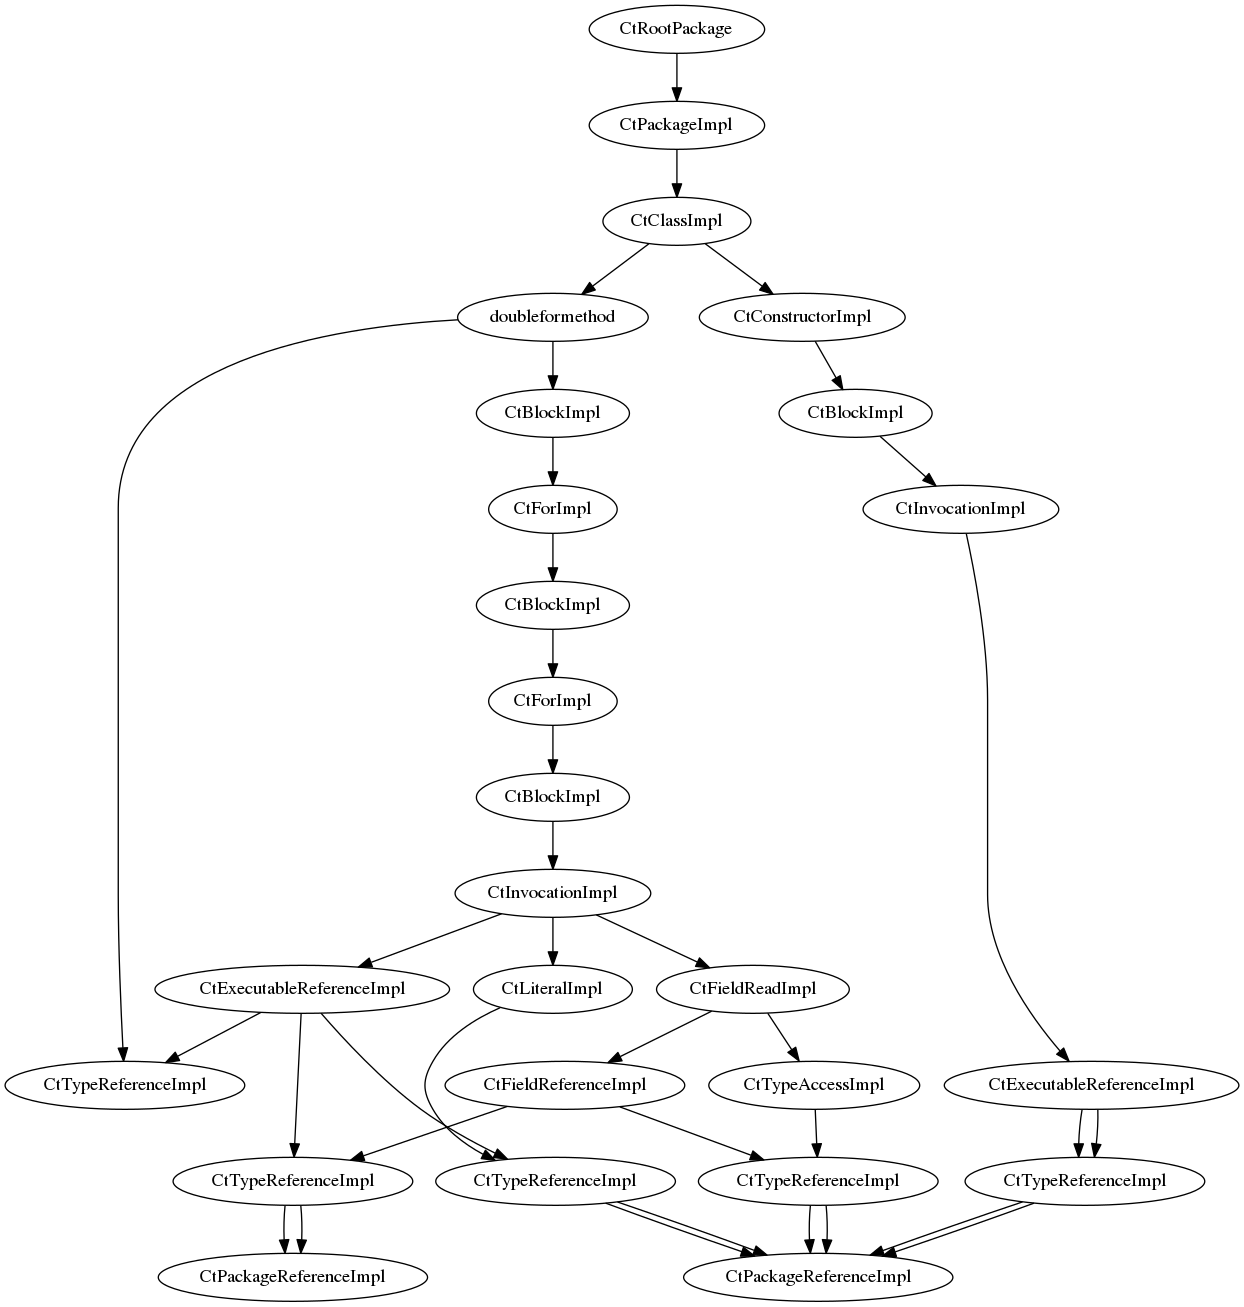 CtRootPackage
CtPackageImpl
CtClassImpl
doubleformethod
CtConstructorImpl
CtBlockImpl
CtBlockImpl
CtForImpl
CtInvocationImpl
CtBlockImpl
CtForImpl
CtBlockImpl
CtInvocationImpl
CtExecutableReferenceImpl
CtLiteralImpl
CtFieldReadImpl
CtTypeReferenceImpl
CtFieldReferenceImpl
CtTypeAccessImpl
CtExecutableReferenceImpl
CtTypeReferenceImpl
CtTypeReferenceImpl
CtTypeReferenceImpl
CtTypeReferenceImpl
CtPackageReferenceImpl
CtPackageReferenceImpl